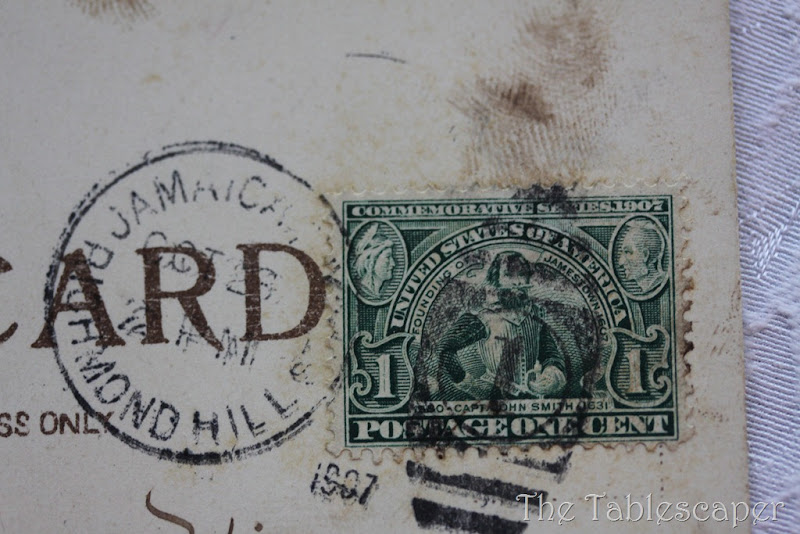 COMMEMORATIVE SERIES 1907
UNITED STATES OF AMERICA
FOUNDING OF JAMESTOWN
1 1
CAPT. JOHN SMITH 1631
POSTAGE ONE CENT
JAMAICA
RICHMOND HILL
CARD
SS ONLY
1907
The Tablescaper